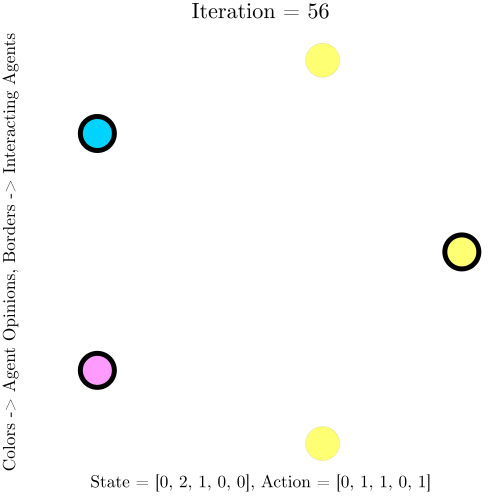 Iteration = 56
Colors -> Agent Opinions, Borders -> Interacting Agents
State = [0, 2, 1, 0, 0], Action = [0, 1, 1, 0, 1]